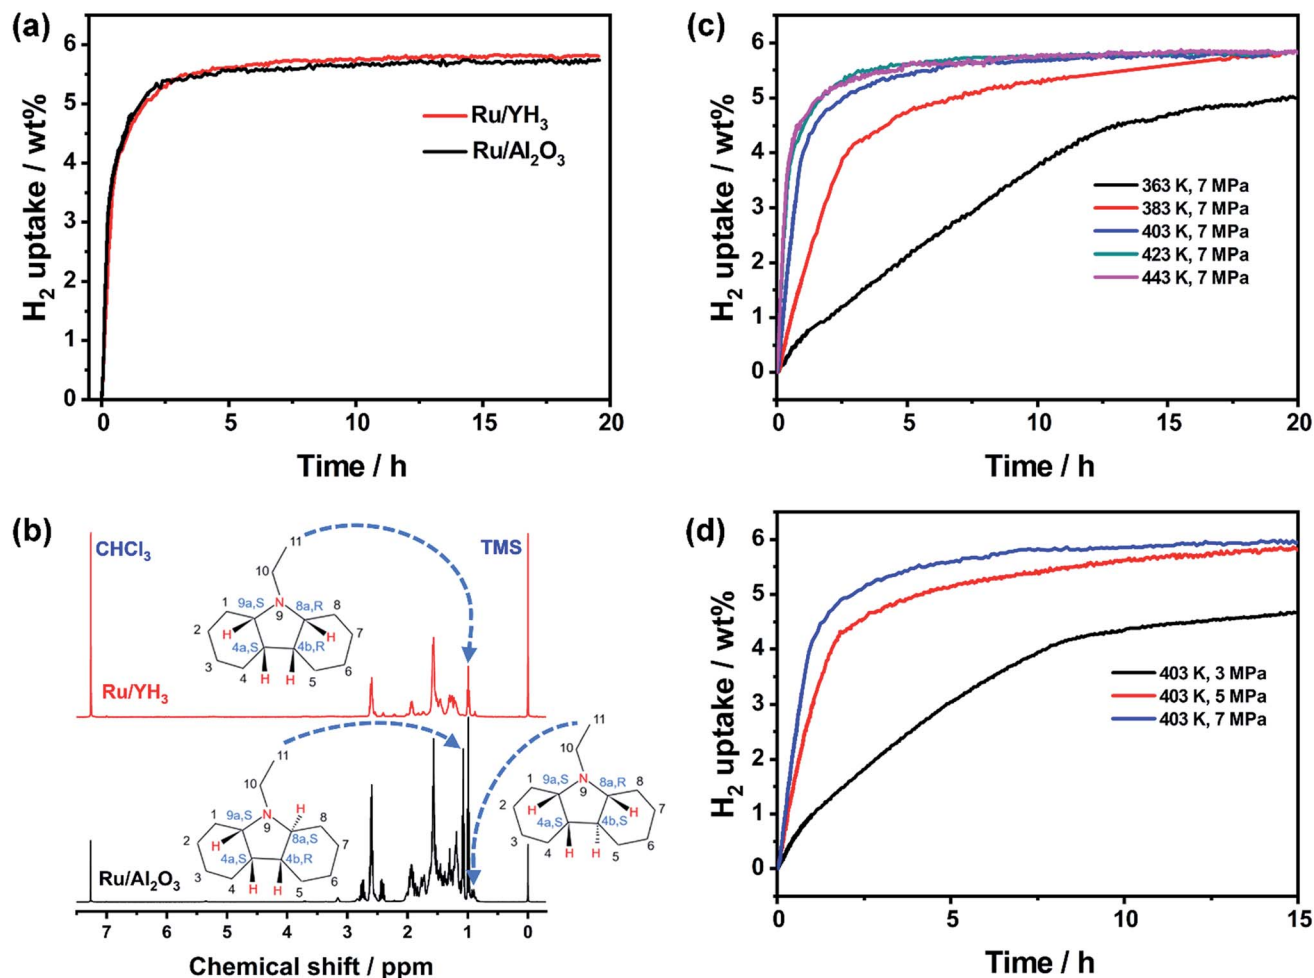 (a)
H2 uptake / wt%
6
5
4
3
2
1
0
Ru/YH3
Ru/Al2O3
0 5 10 15 20
Time / h
(c)
H2 uptake / wt%
6
5
4
3
2
1
0
363 K, 7 MPa
383 K, 7 MPa
403 K, 7 MPa
423 K, 7 MPa
443 K, 7 MPa
0 5 10 15 20
Time / h
(b)
CHCl3
TMS
11
10
1 9a,S N 8a,R 8
2 H 9 H 7
4a,S 4b,R
3 6
4 H H 5
Ru/YH3
11
10
1 9a,S N H 8
2 H 9 8a,S 7
4a,S 4b,R
3 6
4 H H 5
11
10
1 9a,S N 8a,R 8
2 H 9 H 7
4a,S 4b,S
3 6
4 H H 5
Ru/Al2O3
7 6 5 4 3 2 1 0
Chemical shift / ppm
(d)
H2 uptake / wt%
6
5
4
3
2
1
0
403 K, 3 MPa
403 K, 5 MPa
403 K, 7 MPa
0 5 10 15
Time / h